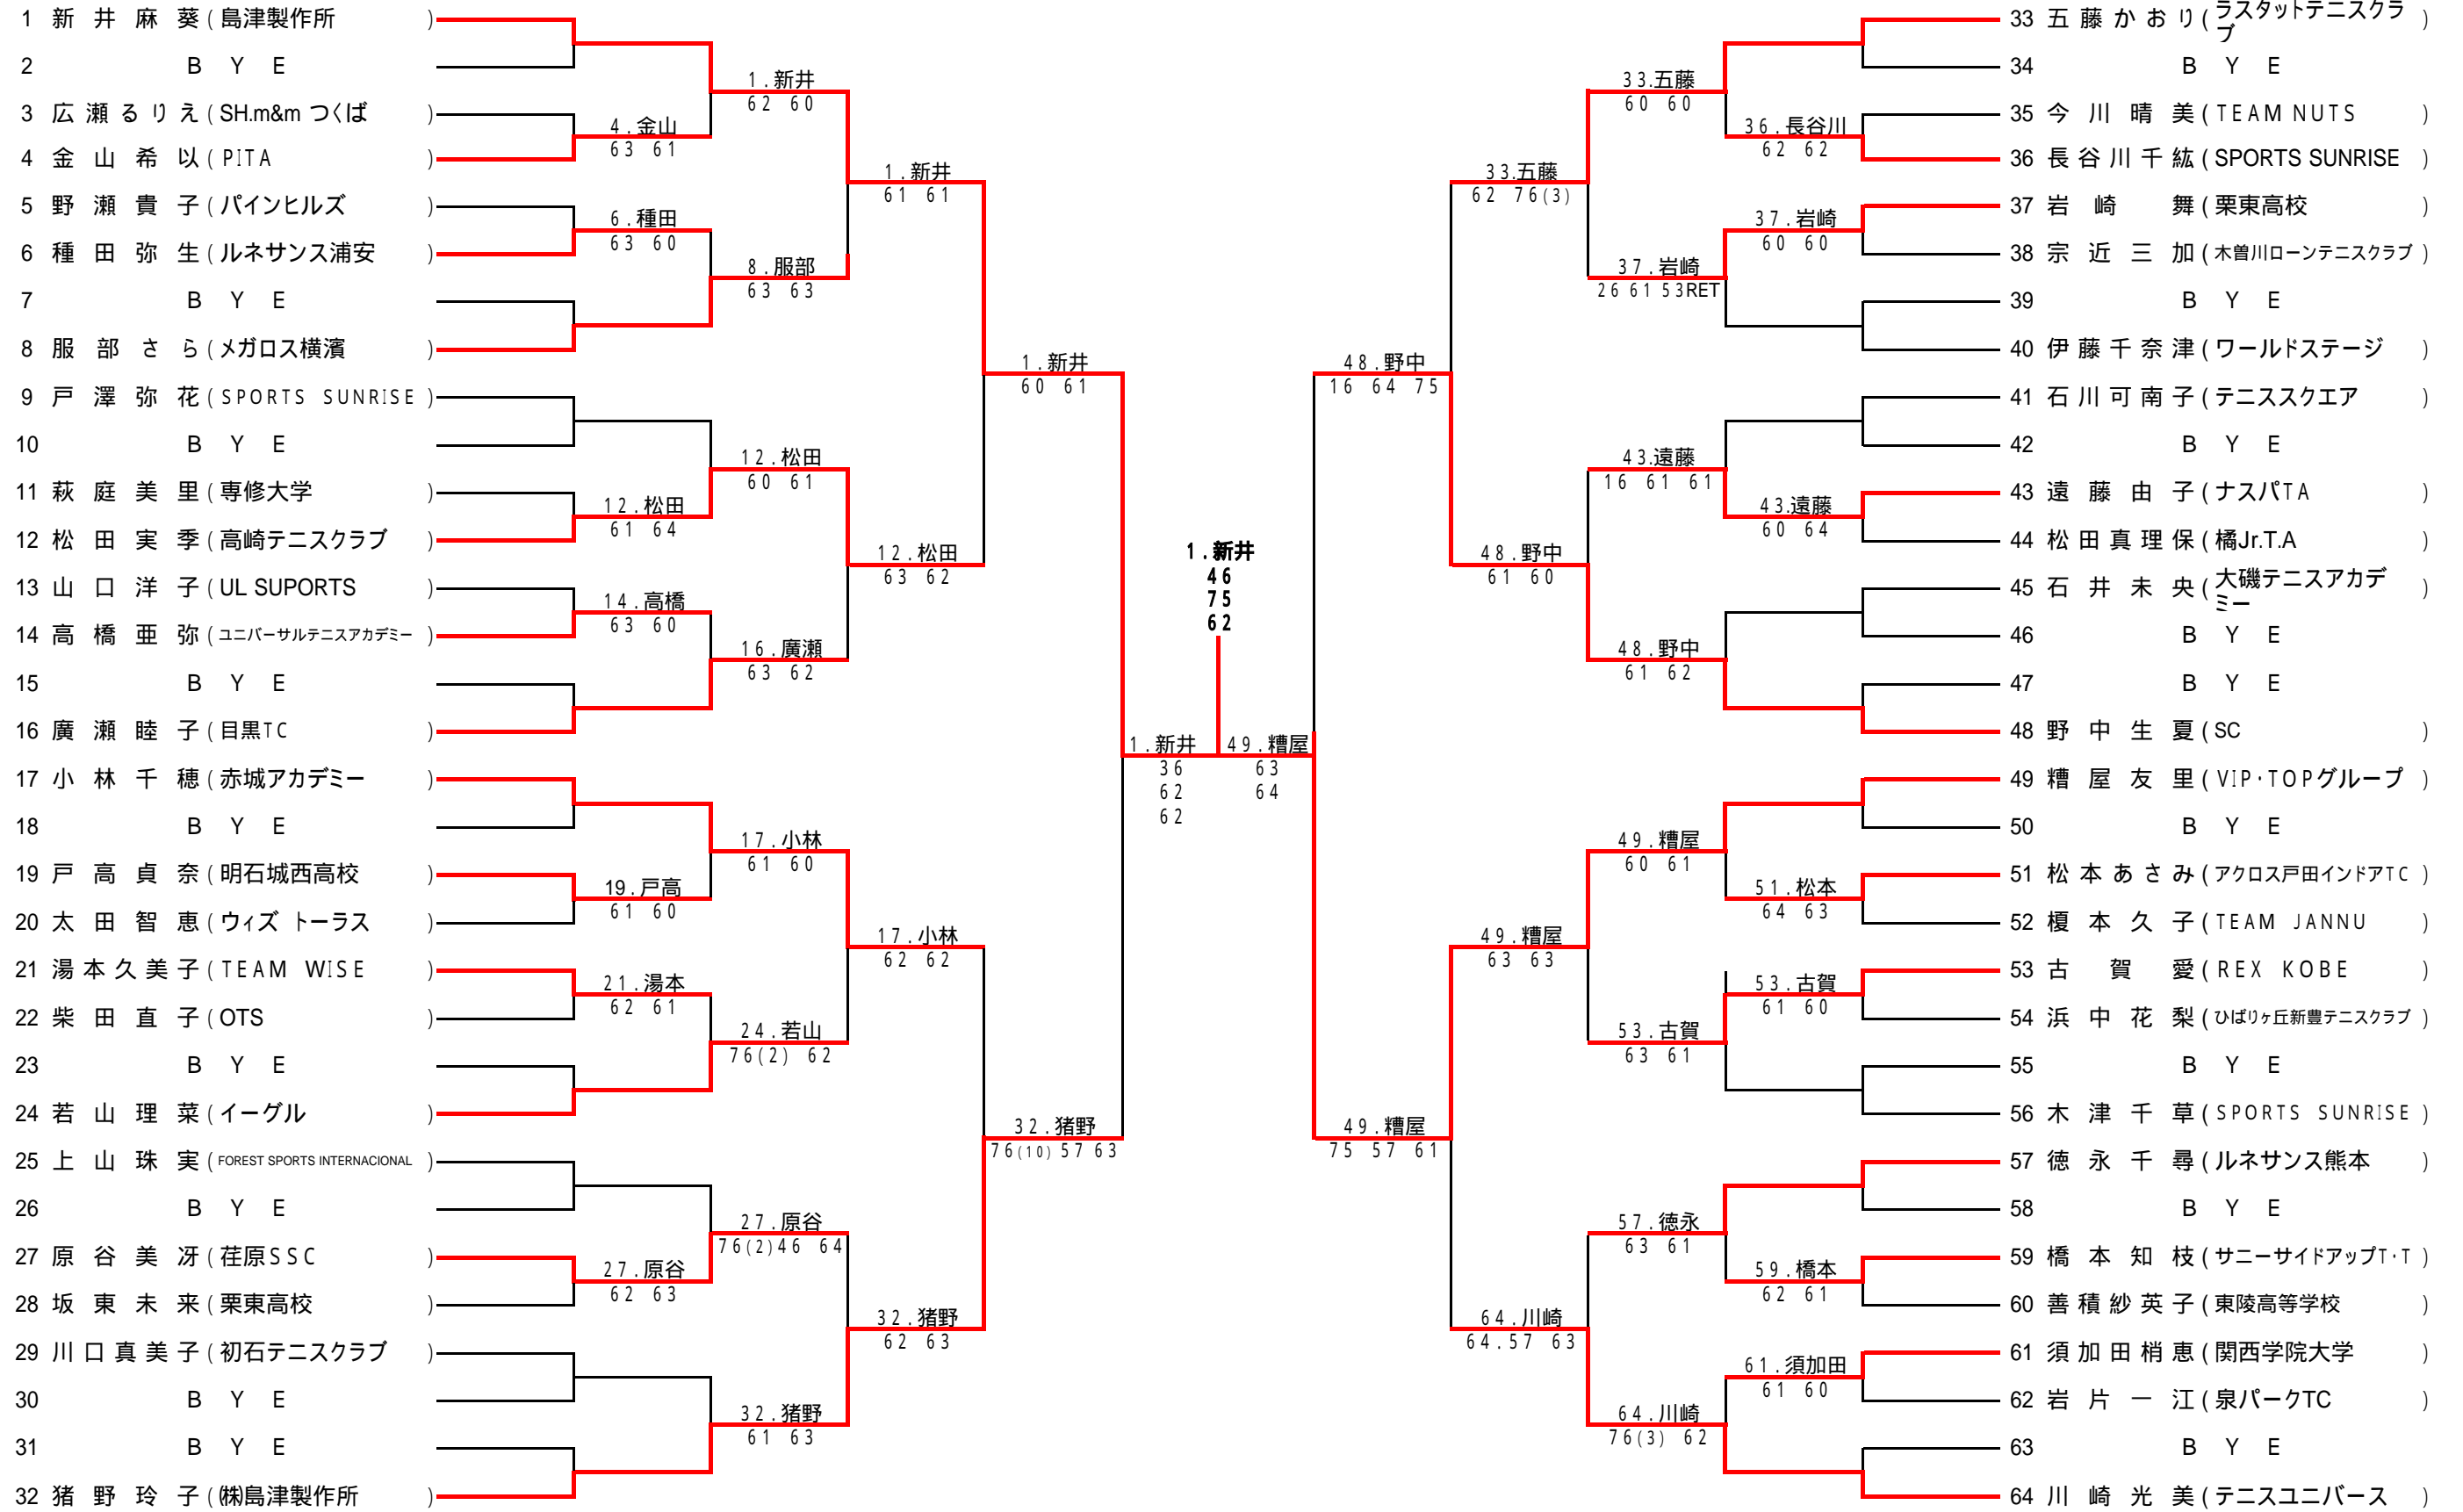 1 新井麻葵(島津製作所)
2 BYE
3 広瀬るりえ(SH.m&m つくば)
4 金山希以(PITA)
5 野瀬貴子(パインヒルズ)
6 種田弥生(ルネサンス浦安)
7 BYE
8 服部さら(メガロス横濱)
9 戸澤弥花(SPORTS SUNRISE)
10 BYE
11 萩庭美里(専修大学)
12 松田実季(高崎テニスクラブ)
13 山口洋子(UL SUPORTS)
14 高橋亜弥(ユニバーサルテニスアカデミー)
15 BYE
16 廣瀬睦子(目黒TC)
17 小林千穂(赤城アカデミー)
18 BYE
19 戸高貞奈(明石城西高校)
20 太田智恵(ウィズ トーラス)
21 湯本久美子(TEAM WISE)
22 柴田直子(OTS)
23 BYE
24 若山理菜(イーグル)
25 上山珠実(FOREST SPORTS INTERNACIONAL)
26 BYE
27 原谷美冴(荏原SSC)
28 坂東未来(栗東高校)
29 川口真美子(初石テニスクラブ)
30 BYE
31 BYE
32 猪野玲子(㈱島津製作所)
4.金山
63 61
6.種田
63 60
12.松田
61 64
14.高橋
63 60
19.戸高
61 60
21.湯本
62 61
27.原谷
62 63
1.新井
62 60
8.服部
63 63
12.松田
60 61
16.廣瀬
63 62
17.小林
61 60
24.若山
76(2) 62
27.原谷
76(2)46 64
32.猪野
61 63
1.新井
61 61
12.松田
63 62
17.小林
62 62
32.猪野
62 63
1.新井
60 61
32.猪野
76(10)57 63
1.新井
36
62
62
1.新井
46
75
62
49.糟屋
63
64
48.野中
16 64 75
49.糟屋
75 57 61
33.五藤
62 76(3)
48.野中
61 60
49.糟屋
63 63
64.川崎
64.57 63
33.五藤
60 60
37.岩崎
26 61 53RET
43.遠藤
16 61 61
48.野中
61 62
49.糟屋
60 61
53.古賀
63 61
57.徳永
63 61
64.川崎
76(3) 62
36.長谷川
62 62
37.岩崎
60 60
43.遠藤
60 64
51.松本
64 63
53.古賀
61 60
59.橋本
62 61
61.須加田
61 60
33 五藤かおり(ラスタットテニスクラ
ブ)
34 BYE
35 今川晴美(TEAM NUTS)
36 長谷川千紘(SPORTS SUNRISE)
37 岩崎舞(栗東高校)
38 宗近三加(木曽川ローンテニスクラブ)
39 BYE
40 伊藤千奈津(ワールドステージ)
41 石川可南子(テニススクエア)
42 BYE
43 遠藤由子(ナスパTA)
44 松田真理保(橘Jr.T.A)
45 石井未央(大磯テニスアカデ
ミー)
46 BYE
47 BYE
48 野中生夏(SC)
49 糟屋友里(VIP・TOPグループ)
50 BYE
51 松本あさみ(アクロス戸田インドアTC)
52 榎本久子(TEAM JANNU)
53 古賀愛(REX KOBE)
54 浜中花梨(ひばりヶ丘新豊テニスクラブ)
55 BYE
56 木津千草(SPORTS SUNRISE)
57 徳永千尋(ルネサンス熊本)
58 BYE
59 橋本知枝(サニーサイドアップT・T)
60 善積紗英子(東陵高等学校)
61 須加田梢恵(関西学院大学)
62 岩片一江(泉パークTC)
63 BYE
64 川崎光美(テニスユニバース)